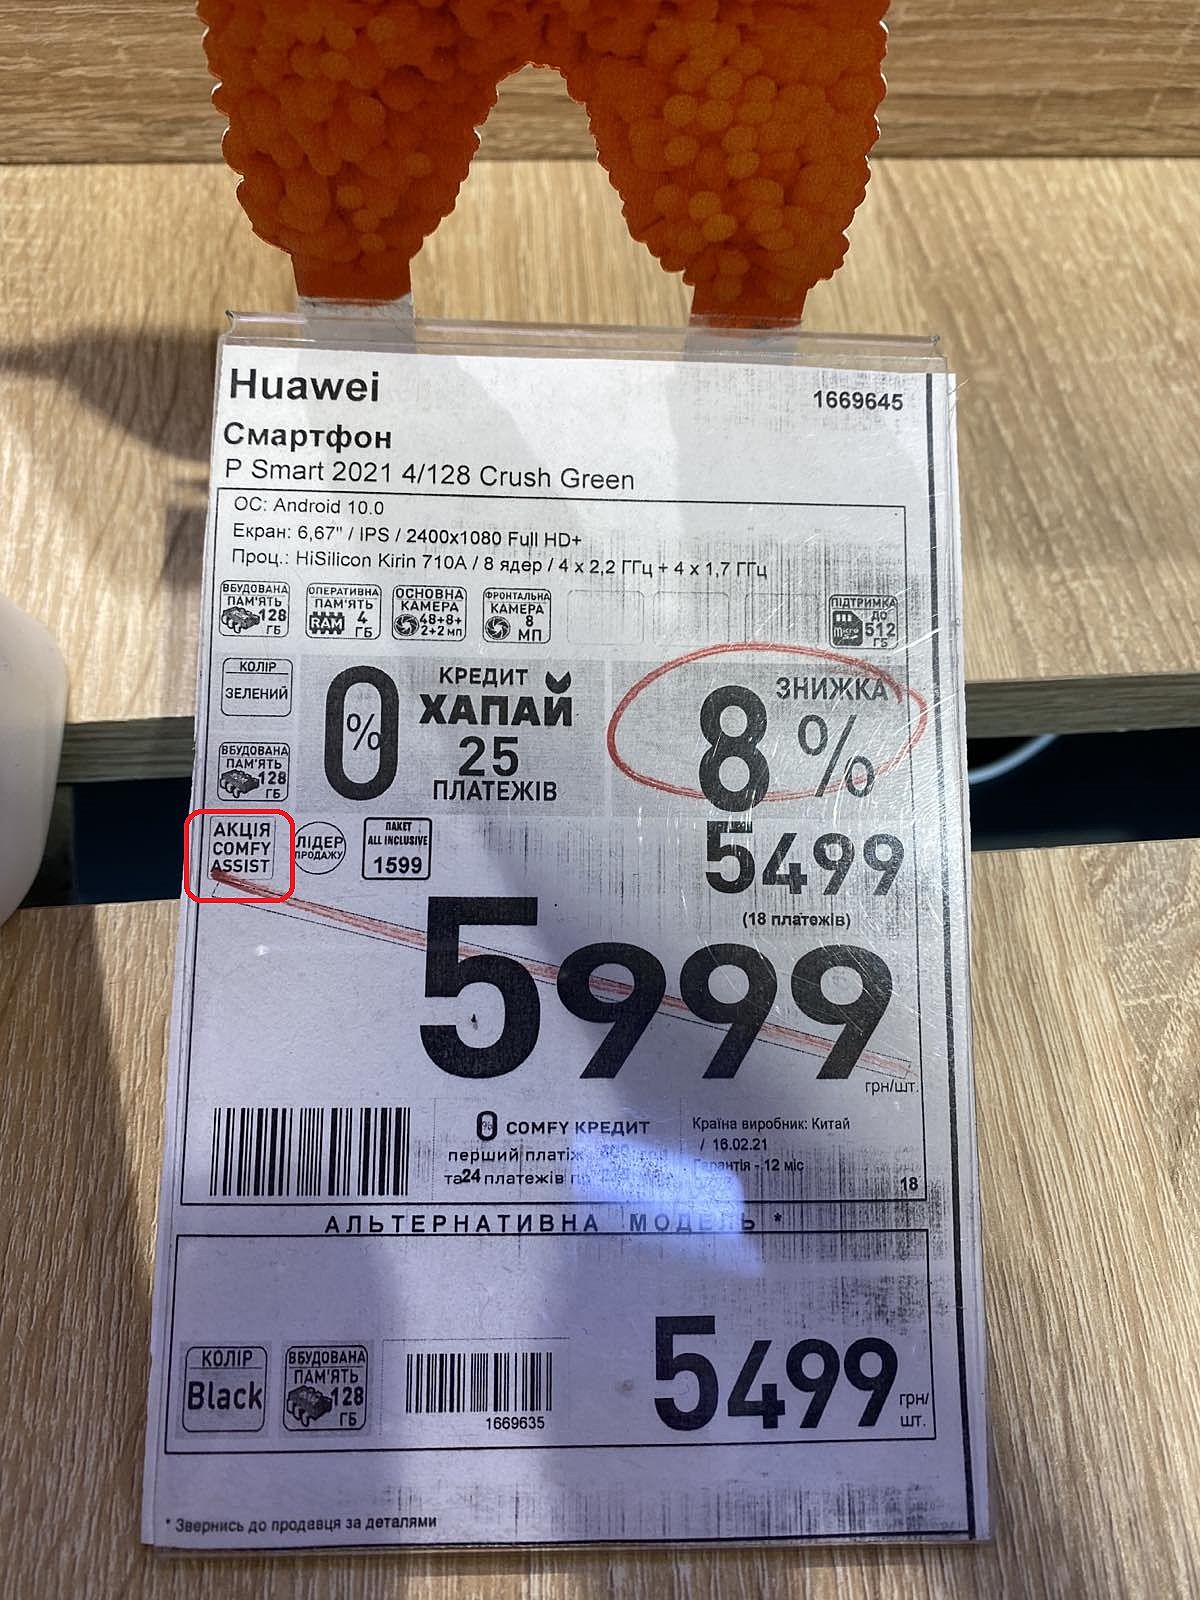 Huawei
1669645
Смартфон
P Smart 2021 4/128 Crush Green
ОС: Android 10.0
Екран: 6,67" / IPS / 2400x1080 Full HD+
Проц.: HiSilicon Kirin 710A / 8 ядер / 4 x 2,2 ГГц + 4 x 1,7 ГГц
ВБУДОВАНА
ПАМ'ЯТЬ
128
ГБ
ОПЕРАТИВНА
ПАМ'ЯТЬ
RAM 4
ГБ
ОСНОВНА
КАМЕРА
48+8+
2+2 МП
ФРОНТАЛЬНА
КАМЕРА
8
МП
ПІДТРИМКА
ДО
micro 512
ГБ
КОЛІР
ЗЕЛЕНИЙ
ВБУДОВАНА
ПАМ'ЯТЬ
128
ГБ
0 %
КРЕДИТ
ХАПАЙ
25
ПЛАТЕЖІВ
ЗНИЖКА
8 %
АКЦІЯ
COMFY
ASSIST
ЛІДЕР
ПРОДАЖУ
ПАКЕТ
ALL INCLUSIVE
1599
5499
(18 платежів)
5999
грн/шт.
0 % COMFY КРЕДИТ
перший платіж
та 24 платежів
Країна виробник: Китай
/ 16.02.21
Гарантія - 12 міс
18
АЛЬТЕРНАТИВНА МОДЕЛЬ *
КОЛІР
Black
ВБУДОВАНА
ПАМ'ЯТЬ
128
ГБ
1669635
5499
грн/
шт.
* Звернись до продавця за деталями